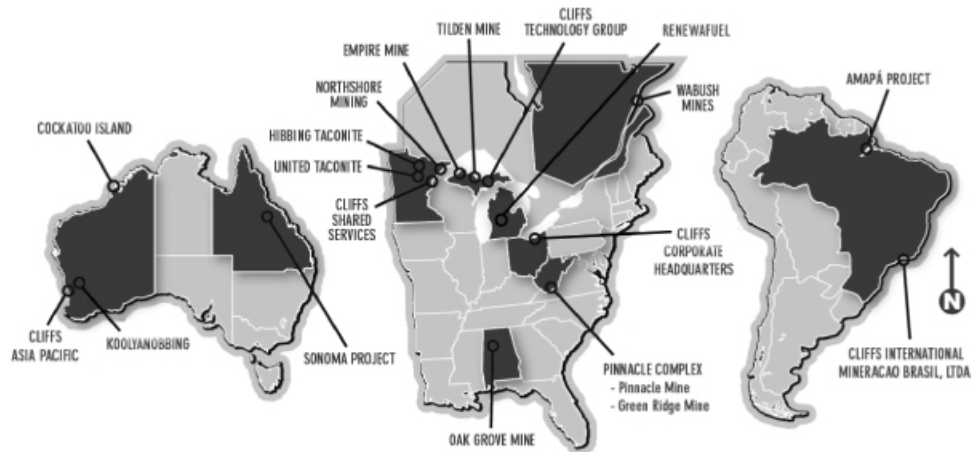 COCKATOO ISLAND
CLIFFS
ASIA PACIFIC
KOOLYANOBBING
SONOMA PROJECT
CLIFFS
TECHNOLOGY GROUP
TILDEN MINE
EMPIRE MINE
NORTHSHORE
MINING
HIBBING TACONITE
UNITED TACONITE
CLIFFS
SHARED
SERVICES
RENEWAFUEL
WABUSH
MINES
CLIFFS
CORPORATE
HEADQUARTERS
PINNACLE COMPLEX
- Pinnacle Mine
- Green Ridge Mine
OAK GROVE MINE
AMAPÁ PROJECT
CLIFFS INTERNATIONAL
MINERACAO BRASIL, LTDA.
N